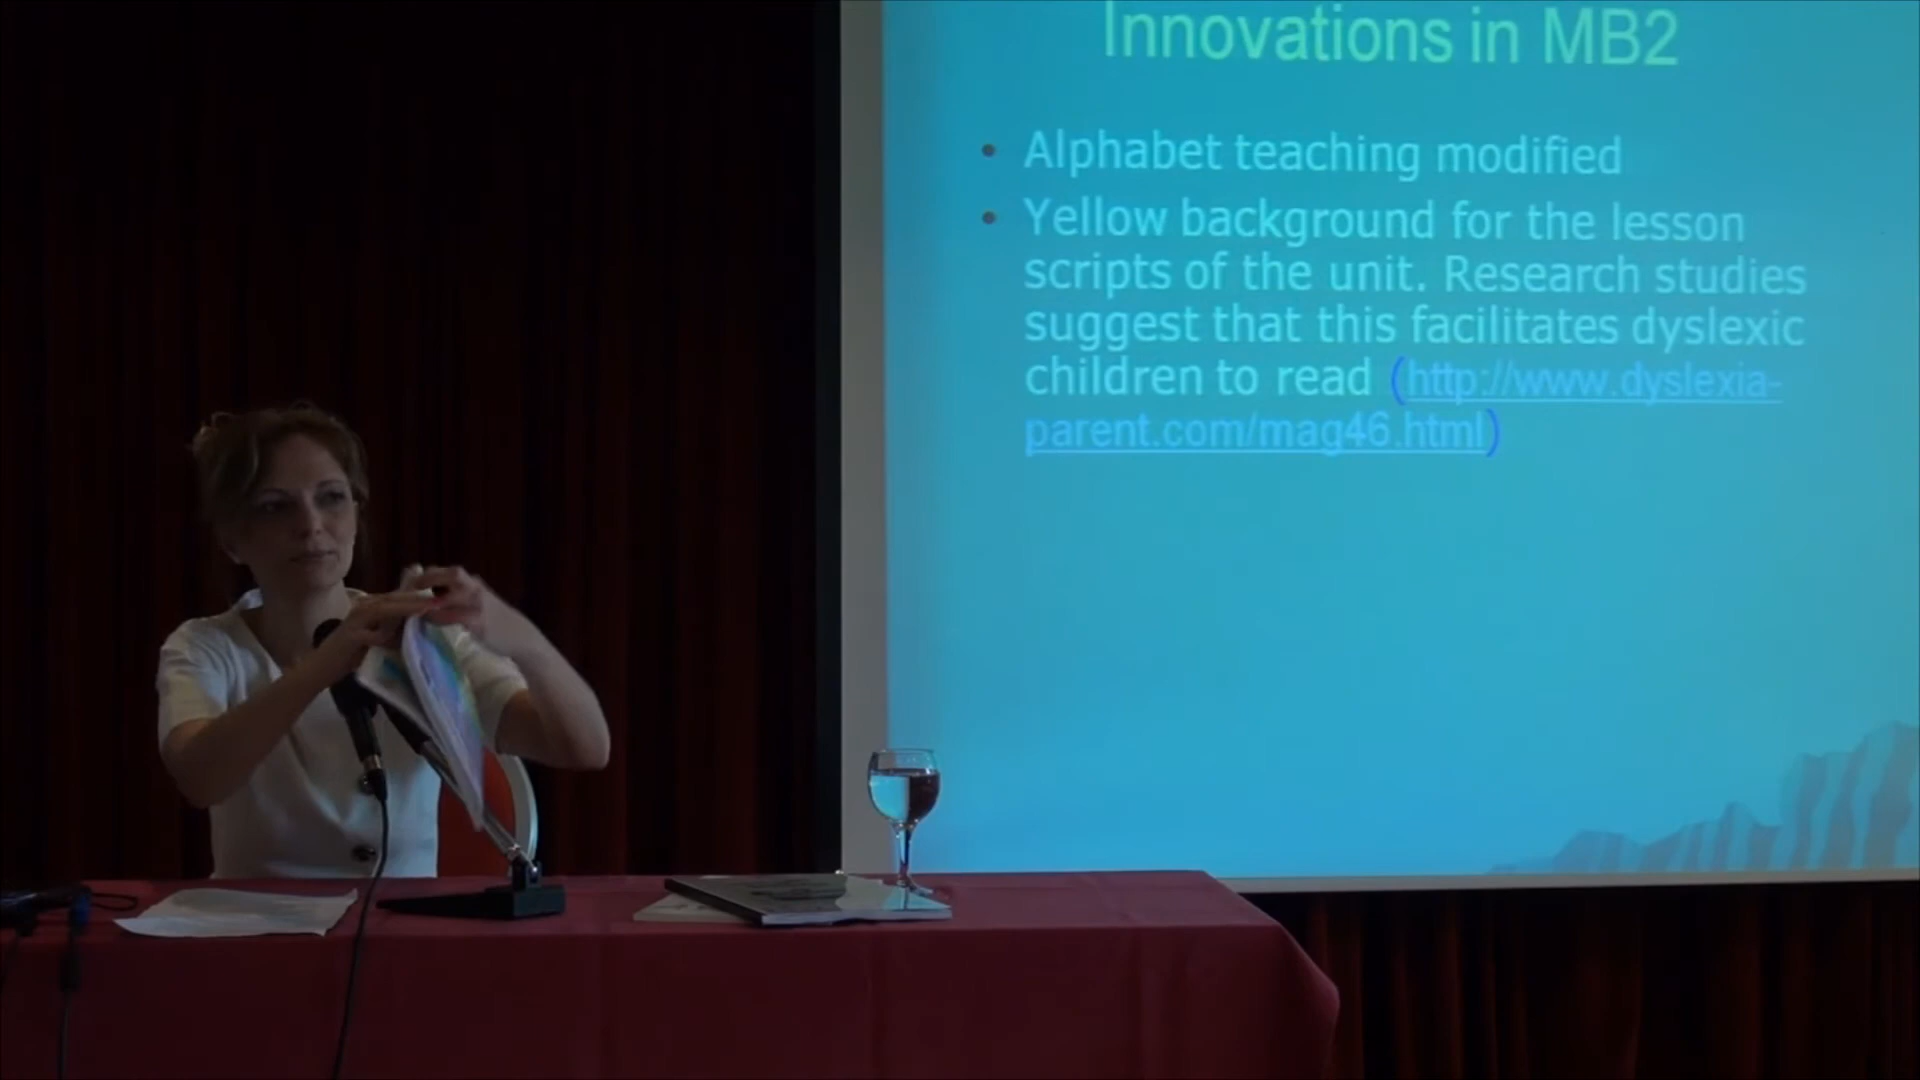 Innovations in MB2
• Alphabet teaching modified
• Yellow background for the lesson
scripts of the unit. Research studies
suggest that this facilitates dyslexic
children to read (http://www.dyslexia-
parent.com/mag46.html)